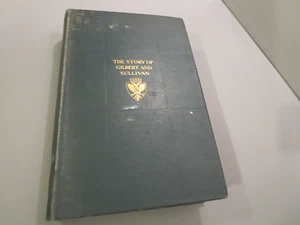 THE STORY OF
GILBERT AND
SULLIVAN